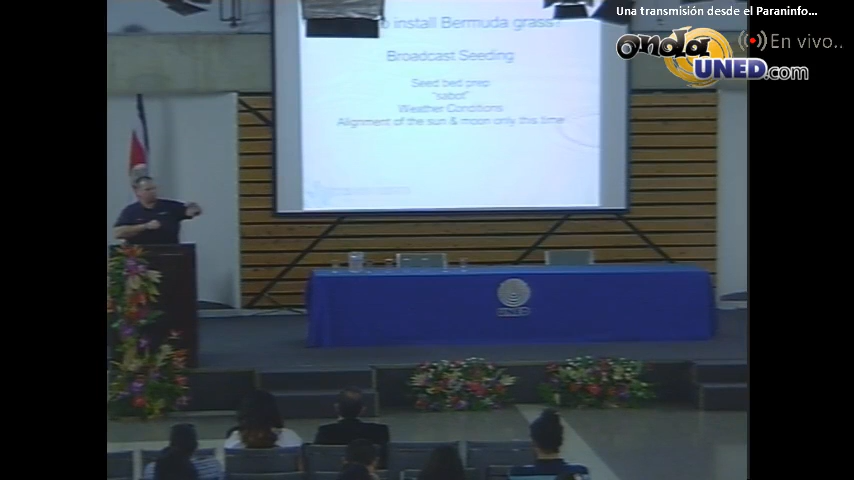 Una transmisión desde el Paraninfo...
onda
UNED.com
En vivo..
to install Bermuda grass?
Broadcast Seeding
Seed bed prep
"sabot"
Weather Conditions
Alignment of the sun & moon only this time
UNED